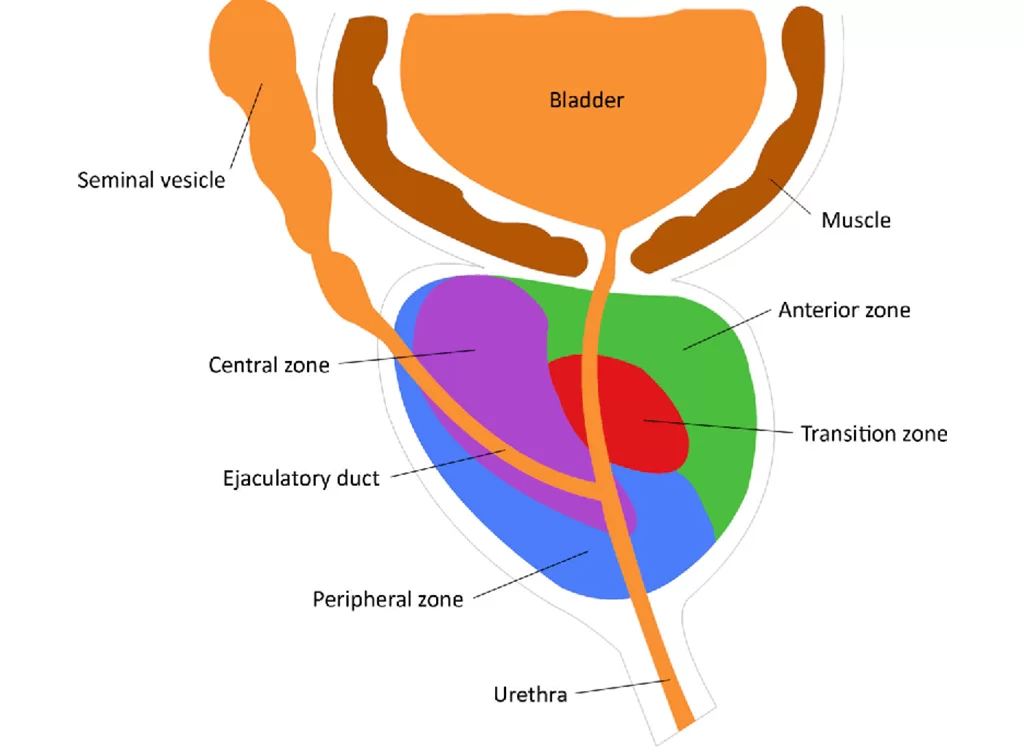 Bladder
Seminal vesicle
Muscle
Anterior zone
Central zone
Transition zone
Ejaculatory duct
Peripheral zone
Urethra